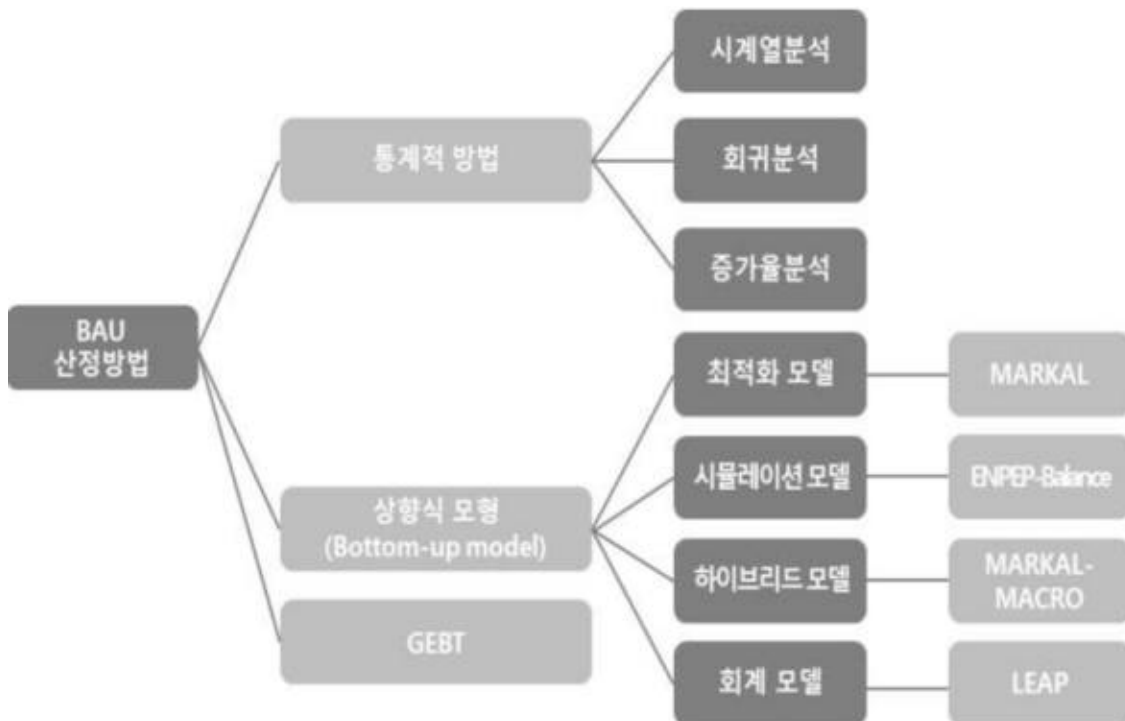 시계열분석
통계적 방법
회귀분석
증가율분석
BAU
산정방법
최적화 모델
MARKAL
시뮬레이션 모델
ENPEP-Balance
상향식 모형
(Bottom-up model)
하이브리드 모델
MARKAL-
MACRO
GEBT
회계 모델
LEAP